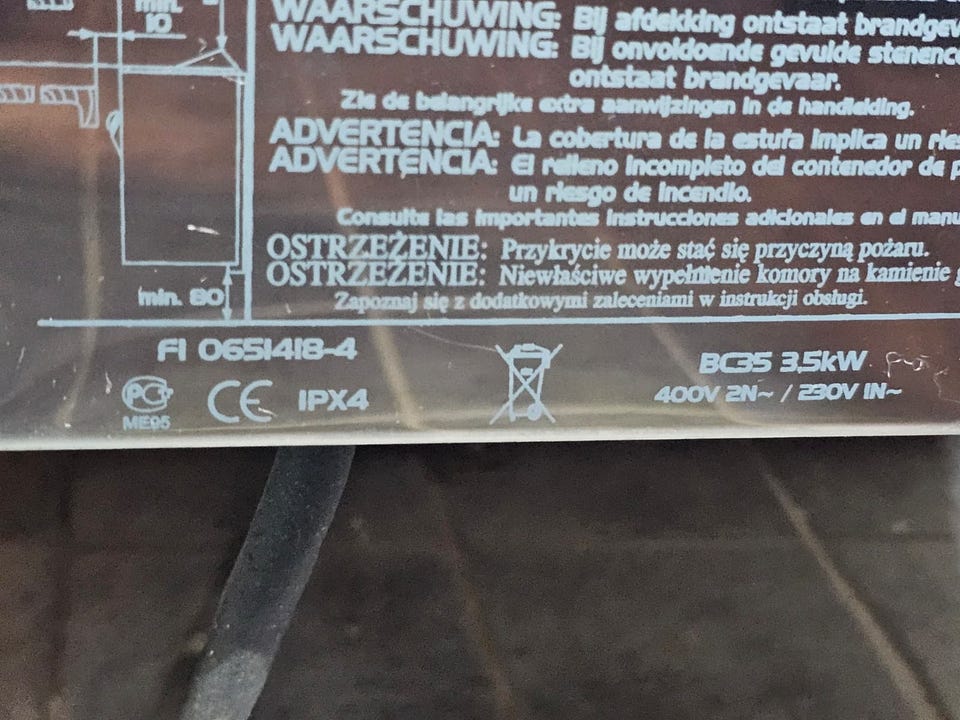 min.
10
WAARSCHUWING: Bij afdekking ontstaat
WAARSCHUWING: Bij onvoldoende gevulde
ontstaat brandgevaar.
Zie de belangrijke extra aanwijzingen in de handleiding.
ADVERTENCIA: La cobertura de la estufa implica un
ADVERTENCIA: El relleno incompleto del contenedor de
un riesgo de incendio.
Consulte las importantes instrucciones adicionales en el
OSTRZEŻENIE: Przykrycie może stać się przyczyną pożaru.
OSTRZEŻENIE: Niewłaściwe wypełnienie komory na kamienie
Zapoznaj się z dodatkowymi zaleceniami w instrukcji obsługi.
min. 80
FI 0651418-4
BC35 3,5kW
400V 2N~ / 230V 1N~
PC
CE IPX4
ME95